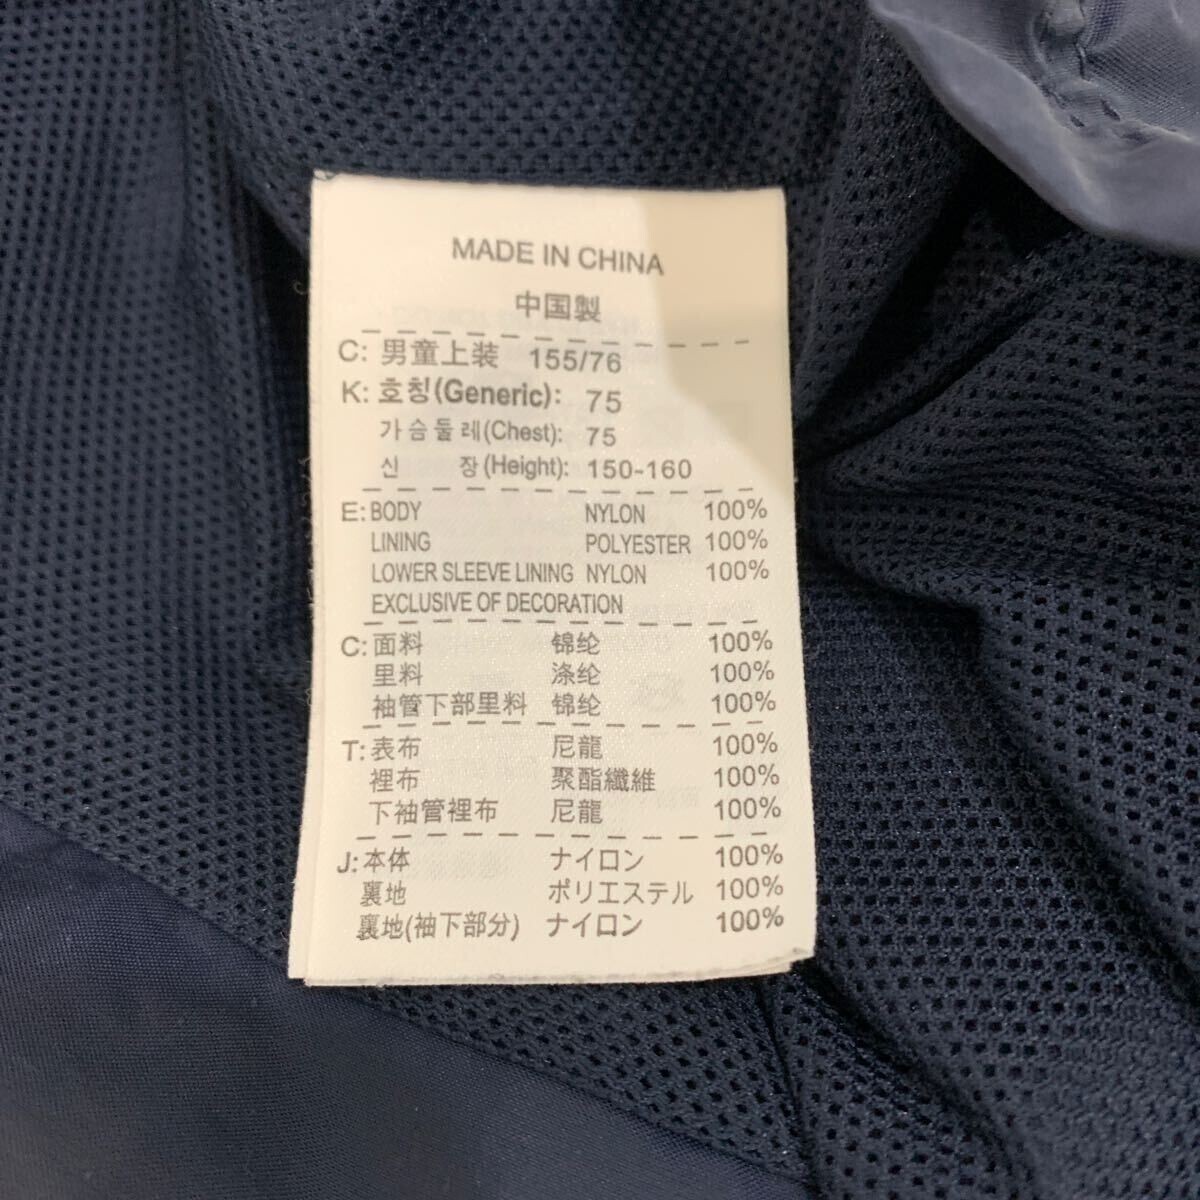 MADE IN CHINA
中国製
C: 男童上装 155/76
K: 호칭(Generic): 75
가슴둘레(Chest): 75
신 장(Height): 150-160
E: BODY NYLON 100%
LINING POLYESTER 100%
LOWER SLEEVE LINING NYLON 100%
EXCLUSIVE OF DECORATION
C: 面料 锦纶 100%
里料 涤纶 100%
袖管下部里料 锦纶 100%
T: 表布 尼龍 100%
裡布 聚酯纖維 100%
下袖管裡布 尼龍 100%
J: 本体 ナイロン 100%
裏地 ポリエステル 100%
裏地(袖下部分) ナイロン 100%